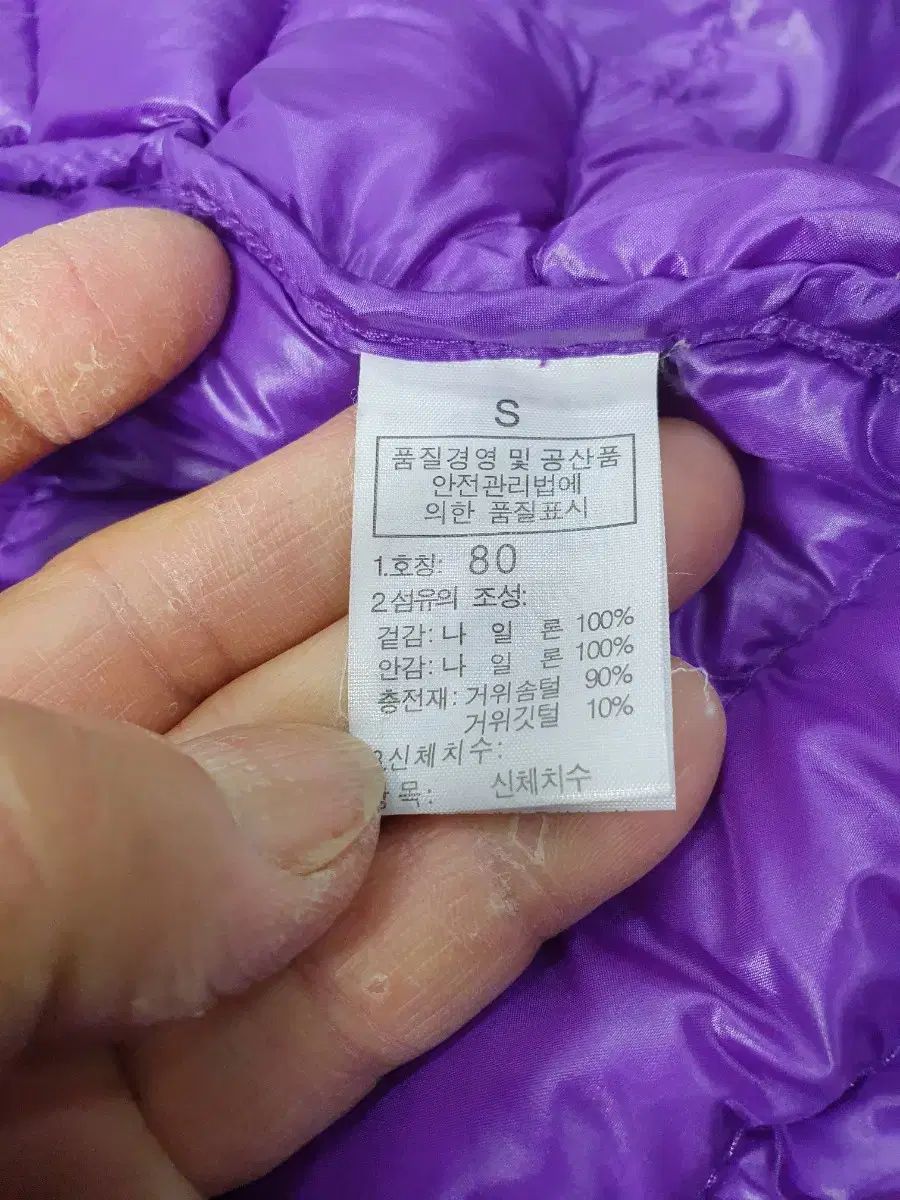 S
품질경영 및 공산품
안전관리법에
의한 품질표시
1.호칭: 80
2.섬유의 조성:
겉감: 나 일 론 100%
안감: 나 일 론 100%
충전재: 거위솜털 90%
거위깃털 10%
3.신체치수:
목: 신체치수